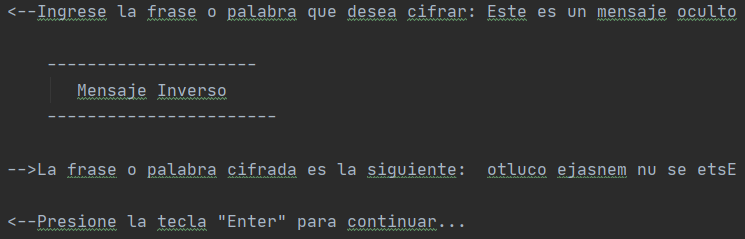 <--Ingrese la frase o palabra que desea cifrar: Este es un mensaje oculto
---------------------
Mensaje Inverso
-----------------------
-->La frase o palabra cifrada es la siguiente:  otluco ejasnem nu se etsE
<--Presione la tecla "Enter" para continuar...